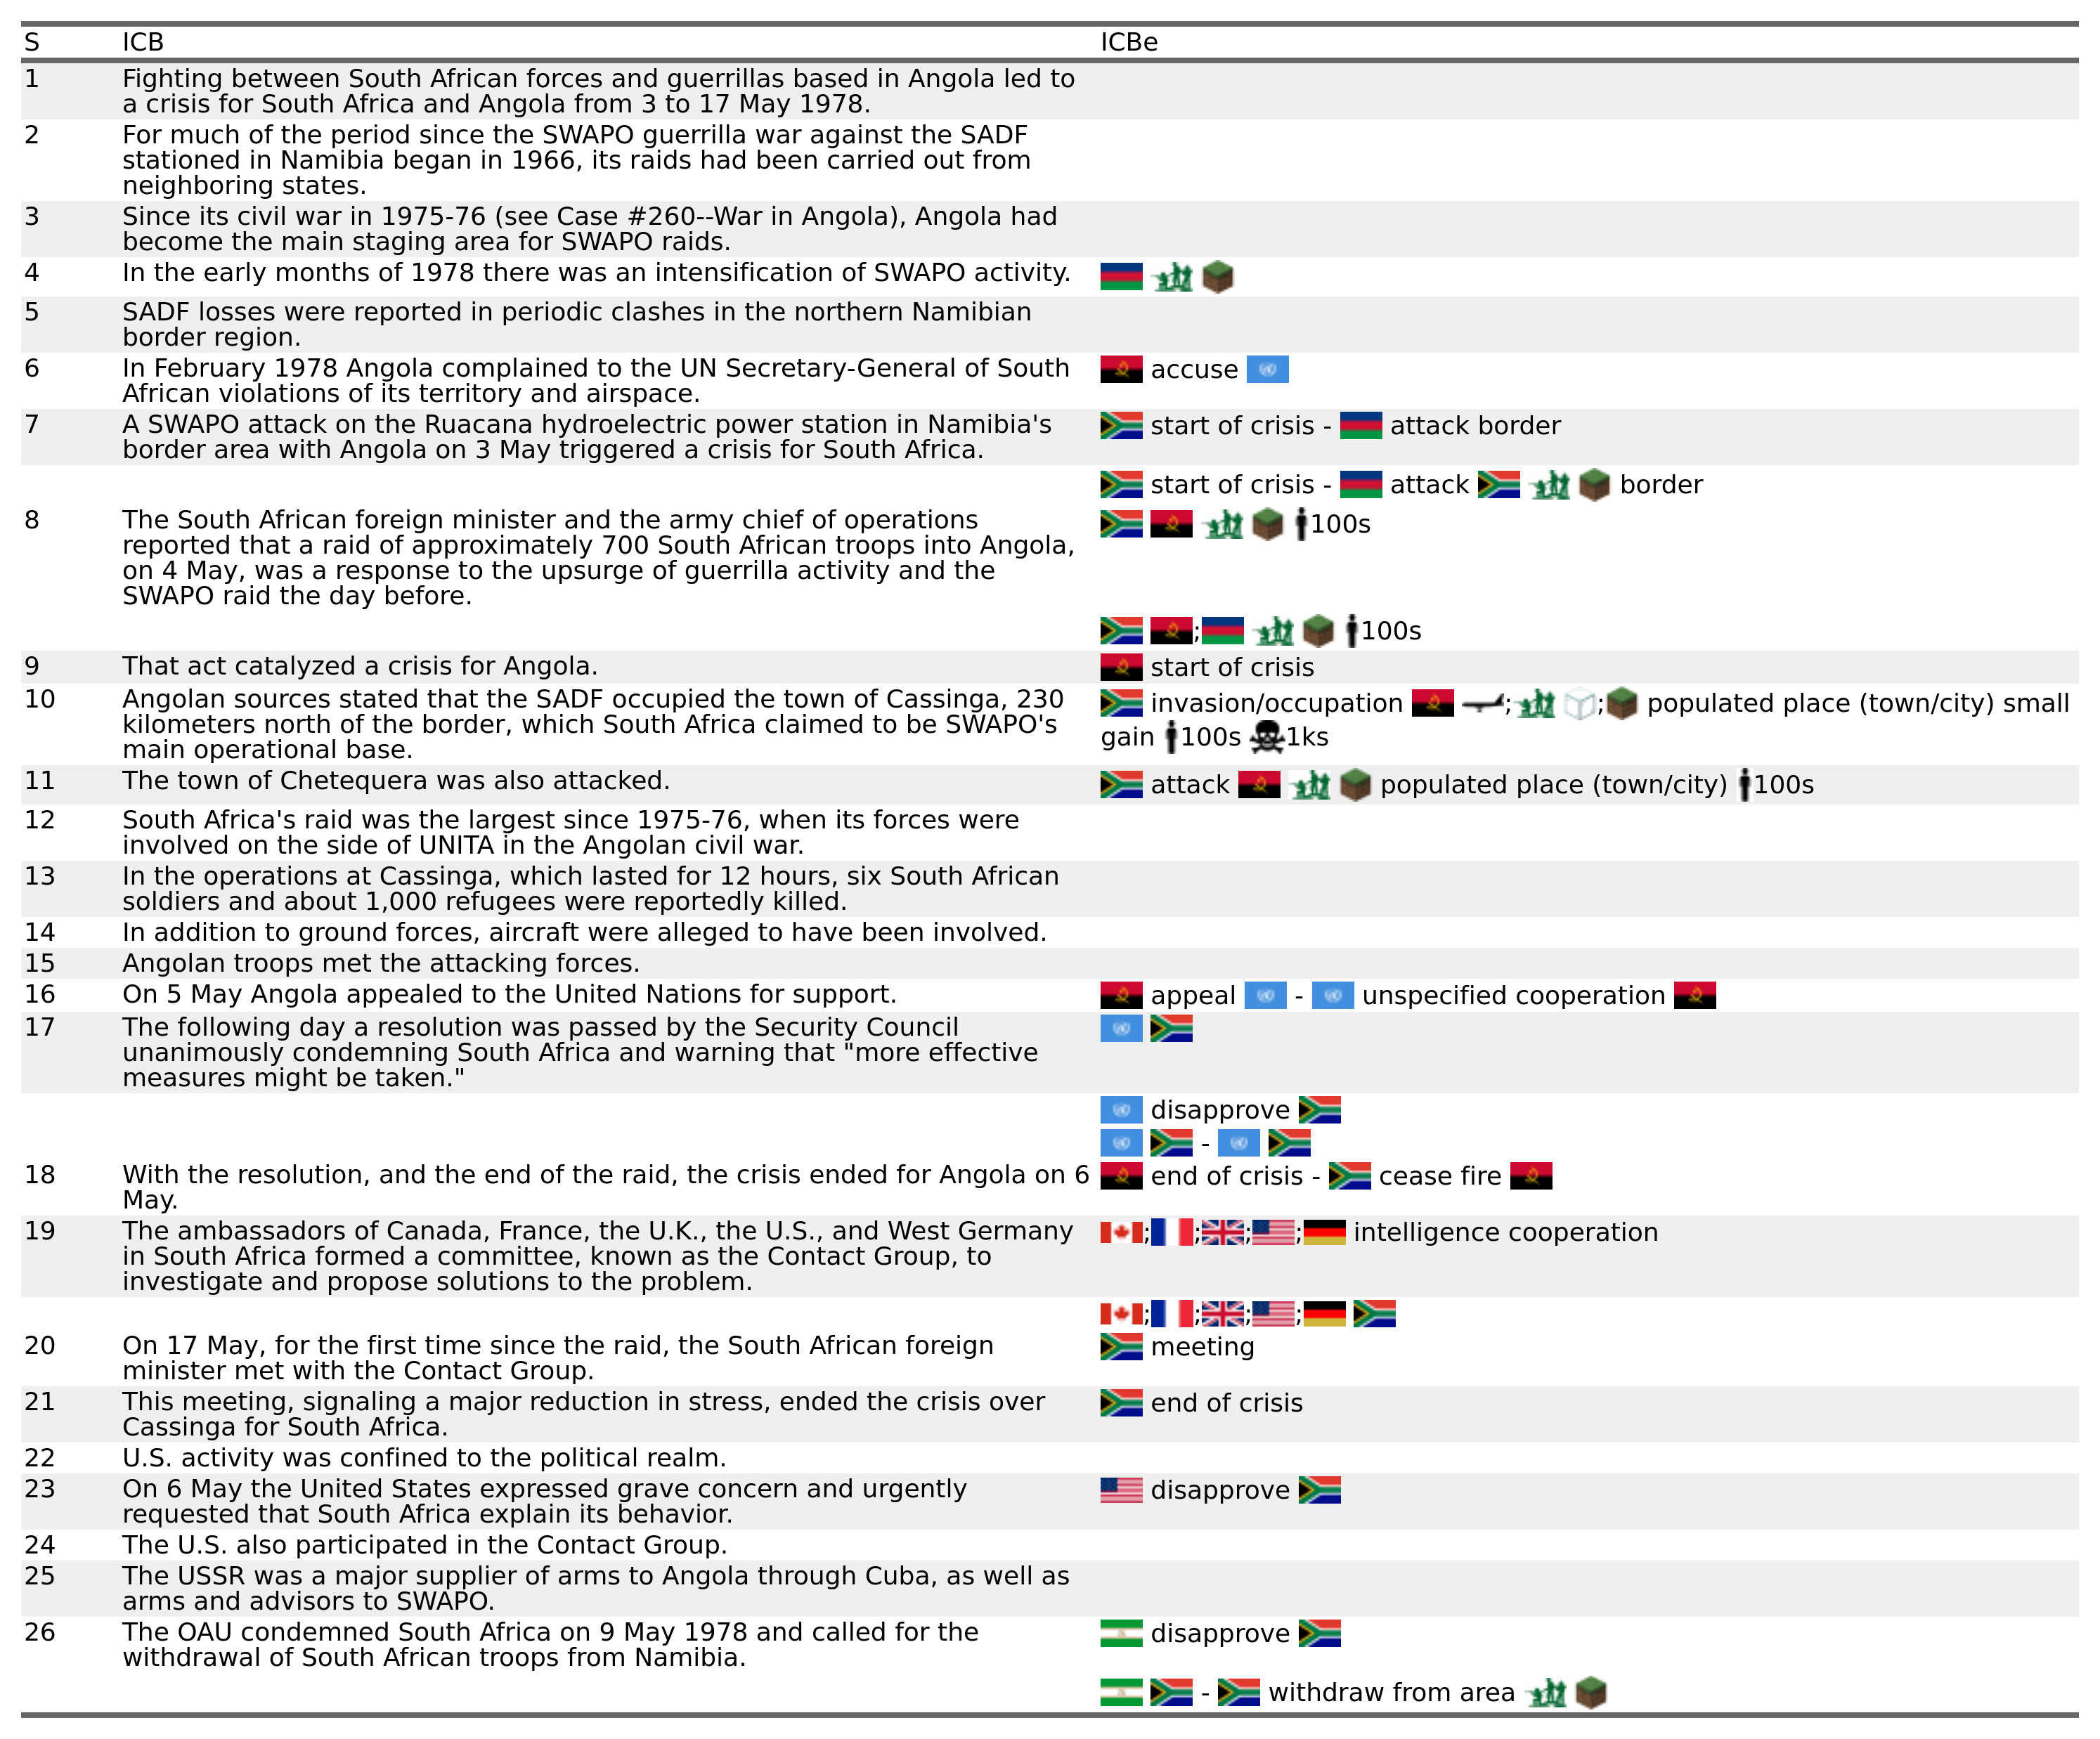 S ICB ICBe
1 Fighting between South African forces and guerrillas based in Angola led to
a crisis for South Africa and Angola from 3 to 17 May 1978.
2 For much of the period since the SWAPO guerrilla war against the SADF
stationed in Namibia began in 1966, its raids had been carried out from
neighboring states.
3 Since its civil war in 1975-76 (see Case #260--War in Angola), Angola had
become the main staging area for SWAPO raids.
4 In the early months of 1978 there was an intensification of SWAPO activity.
5 SADF losses were reported in periodic clashes in the northern Namibian
border region.
6 In February 1978 Angola complained to the UN Secretary-General of South accuse
African violations of its territory and airspace.
7 A SWAPO attack on the Ruacana hydroelectric power station in Namibia's start of crisis - attack border
border area with Angola on 3 May triggered a crisis for South Africa.
start of crisis - attack border
8 The South African foreign minister and the army chief of operations 100s
reported that a raid of approximately 700 South African troops into Angola,
on 4 May, was a response to the upsurge of guerrilla activity and the
SWAPO raid the day before.
; 100s
9 That act catalyzed a crisis for Angola. start of crisis
10 Angolan sources stated that the SADF occupied the town of Cassinga, 230 invasion/occupation ; ; populated place (town/city) small
kilometers north of the border, which South Africa claimed to be SWAPO's gain 100s 1ks
main operational base.
11 The town of Chetequera was also attacked. attack populated place (town/city) 100s
12 South Africa's raid was the largest since 1975-76, when its forces were
involved on the side of UNITA in the Angolan civil war.
13 In the operations at Cassinga, which lasted for 12 hours, six South African
soldiers and about 1,000 refugees were reportedly killed.
14 In addition to ground forces, aircraft were alleged to have been involved.
15 Angolan troops met the attacking forces.
16 On 5 May Angola appealed to the United Nations for support. appeal - unspecified cooperation
17 The following day a resolution was passed by the Security Council
unanimously condemning South Africa and warning that "more effective
measures might be taken."
disapprove
-
18 With the resolution, and the end of the raid, the crisis ended for Angola on 6 end of crisis - cease fire
May.
19 The ambassadors of Canada, France, the U.K., the U.S., and West Germany ; ; ; ; intelligence cooperation
in South Africa formed a committee, known as the Contact Group, to
investigate and propose solutions to the problem.
; ; ; ;
20 On 17 May, for the first time since the raid, the South African foreign meeting
minister met with the Contact Group.
21 This meeting, signaling a major reduction in stress, ended the crisis over end of crisis
Cassinga for South Africa.
22 U.S. activity was confined to the political realm.
23 On 6 May the United States expressed grave concern and urgently disapprove
requested that South Africa explain its behavior.
24 The U.S. also participated in the Contact Group.
25 The USSR was a major supplier of arms to Angola through Cuba, as well as
arms and advisors to SWAPO.
26 The OAU condemned South Africa on 9 May 1978 and called for the disapprove
withdrawal of South African troops from Namibia.
- withdraw from area